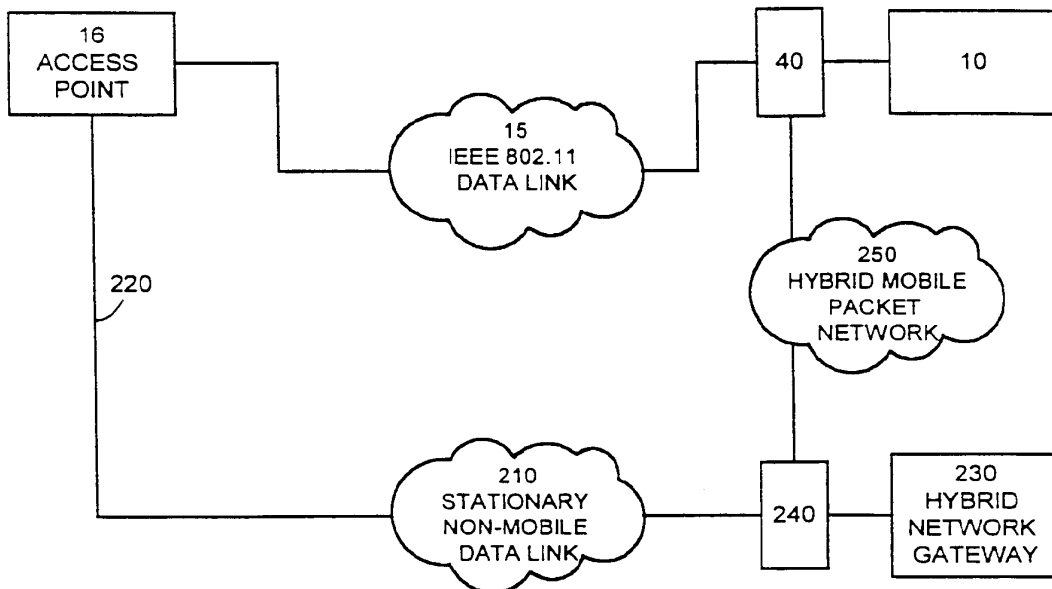 16
ACCESS
POINT
40
10
15
IEEE 802.11
DATA LINK
250
HYBRID MOBILE
PACKET
NETWORK
220
210
STATIONARY
NON-MOBILE
DATA LINK
240
230
HYBRID
NETWORK
GATEWAY